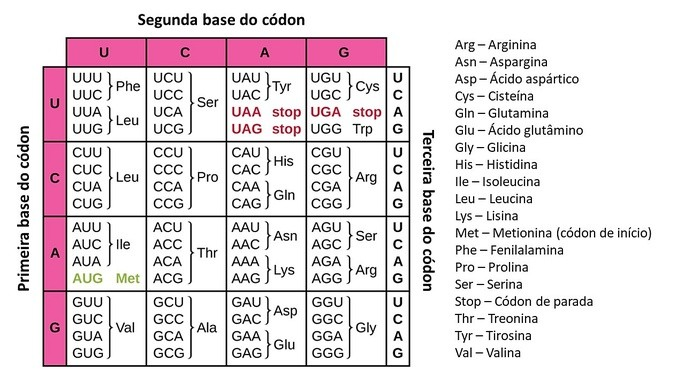 Segunda base do códon
U C A G
Primeira base do códon
U
UUU
UUC
Phe
UUA
UUG
Leu
UCU
UCC
UCA
UCG
Ser
UAU
UAC
Tyr
UAA stop
UAG stop
UGU
UGC
Cys
UGA stop
UGG Trp
U
C
A
G
C
CUU
CUC
CUA
CUG
Leu
CCU
CCC
CCA
CCG
Pro
CAU
CAC
His
CAA
CAG
Gln
CGU
CGC
CGA
CGG
Arg
U
C
A
G
A
AUU
AUC
AUA
Ile
AUG Met
ACU
ACC
ACA
ACG
Thr
AAU
AAC
Asn
AAA
AAG
Lys
AGU
AGC
Ser
AGA
AGG
Arg
U
C
A
G
G
GUU
GUC
GUA
GUG
Val
GCU
GCC
GCA
GCG
Ala
GAU
GAC
Asp
GAA
GAG
Glu
GGU
GGC
GGA
GGG
Gly
U
C
A
G
Terceira base do códon
Arg – Arginina
Asn – Aspargina
Asp – Ácido aspártico
Cys – Cisteína
Gln – Glutamina
Glu – Ácido glutâmino
Gly – Glicina
His – Histidina
Ile – Isoleucina
Leu – Leucina
Lys – Lisina
Met – Metionina (códon de início)
Phe – Fenilalamina
Pro – Prolina
Ser – Serina
Stop – Códon de parada
Thr – Treonina
Tyr – Tirosina
Val – Valina